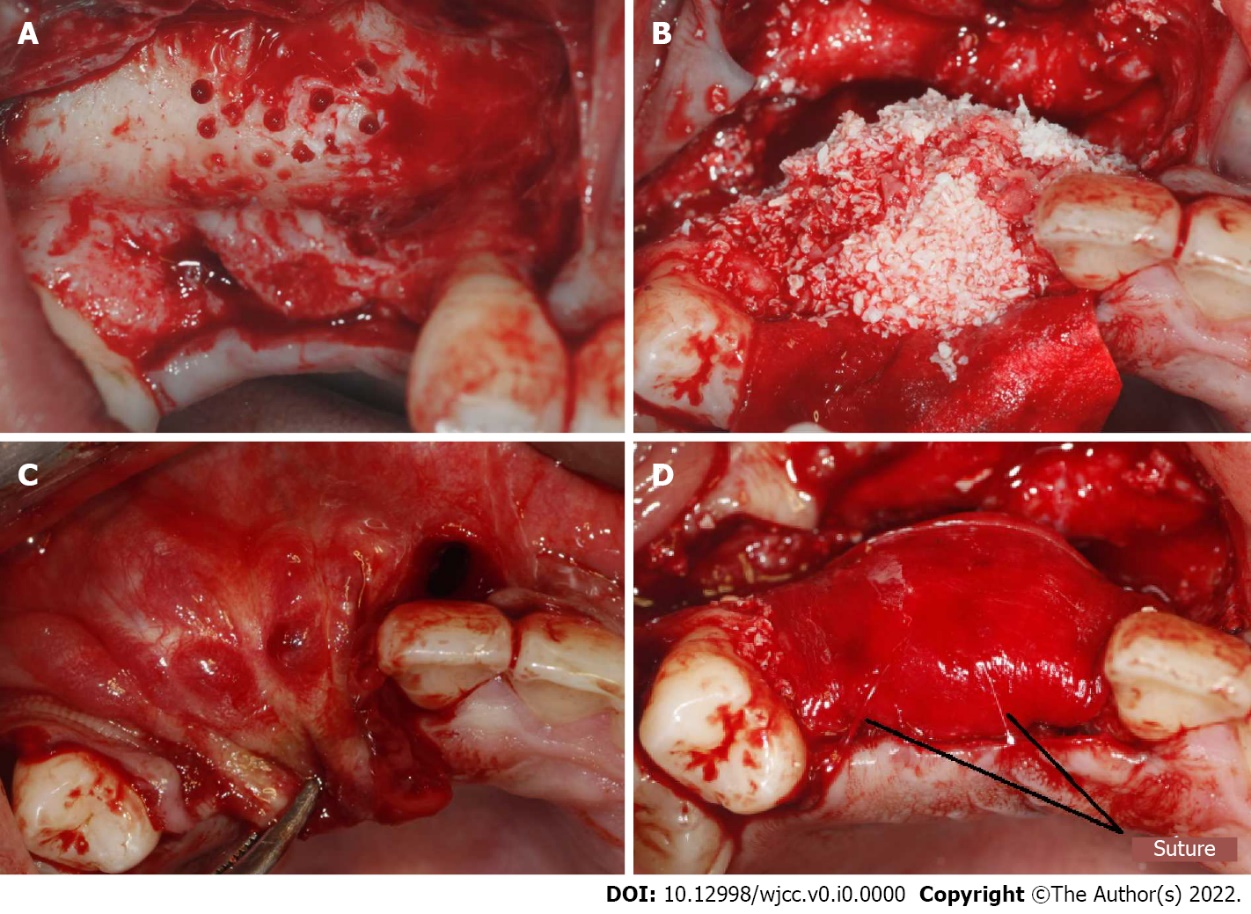 A
B
C
D
Suture
DOI: 10.12998/wjcc.v0.i0.0000 Copyright ©The Author(s) 2022.